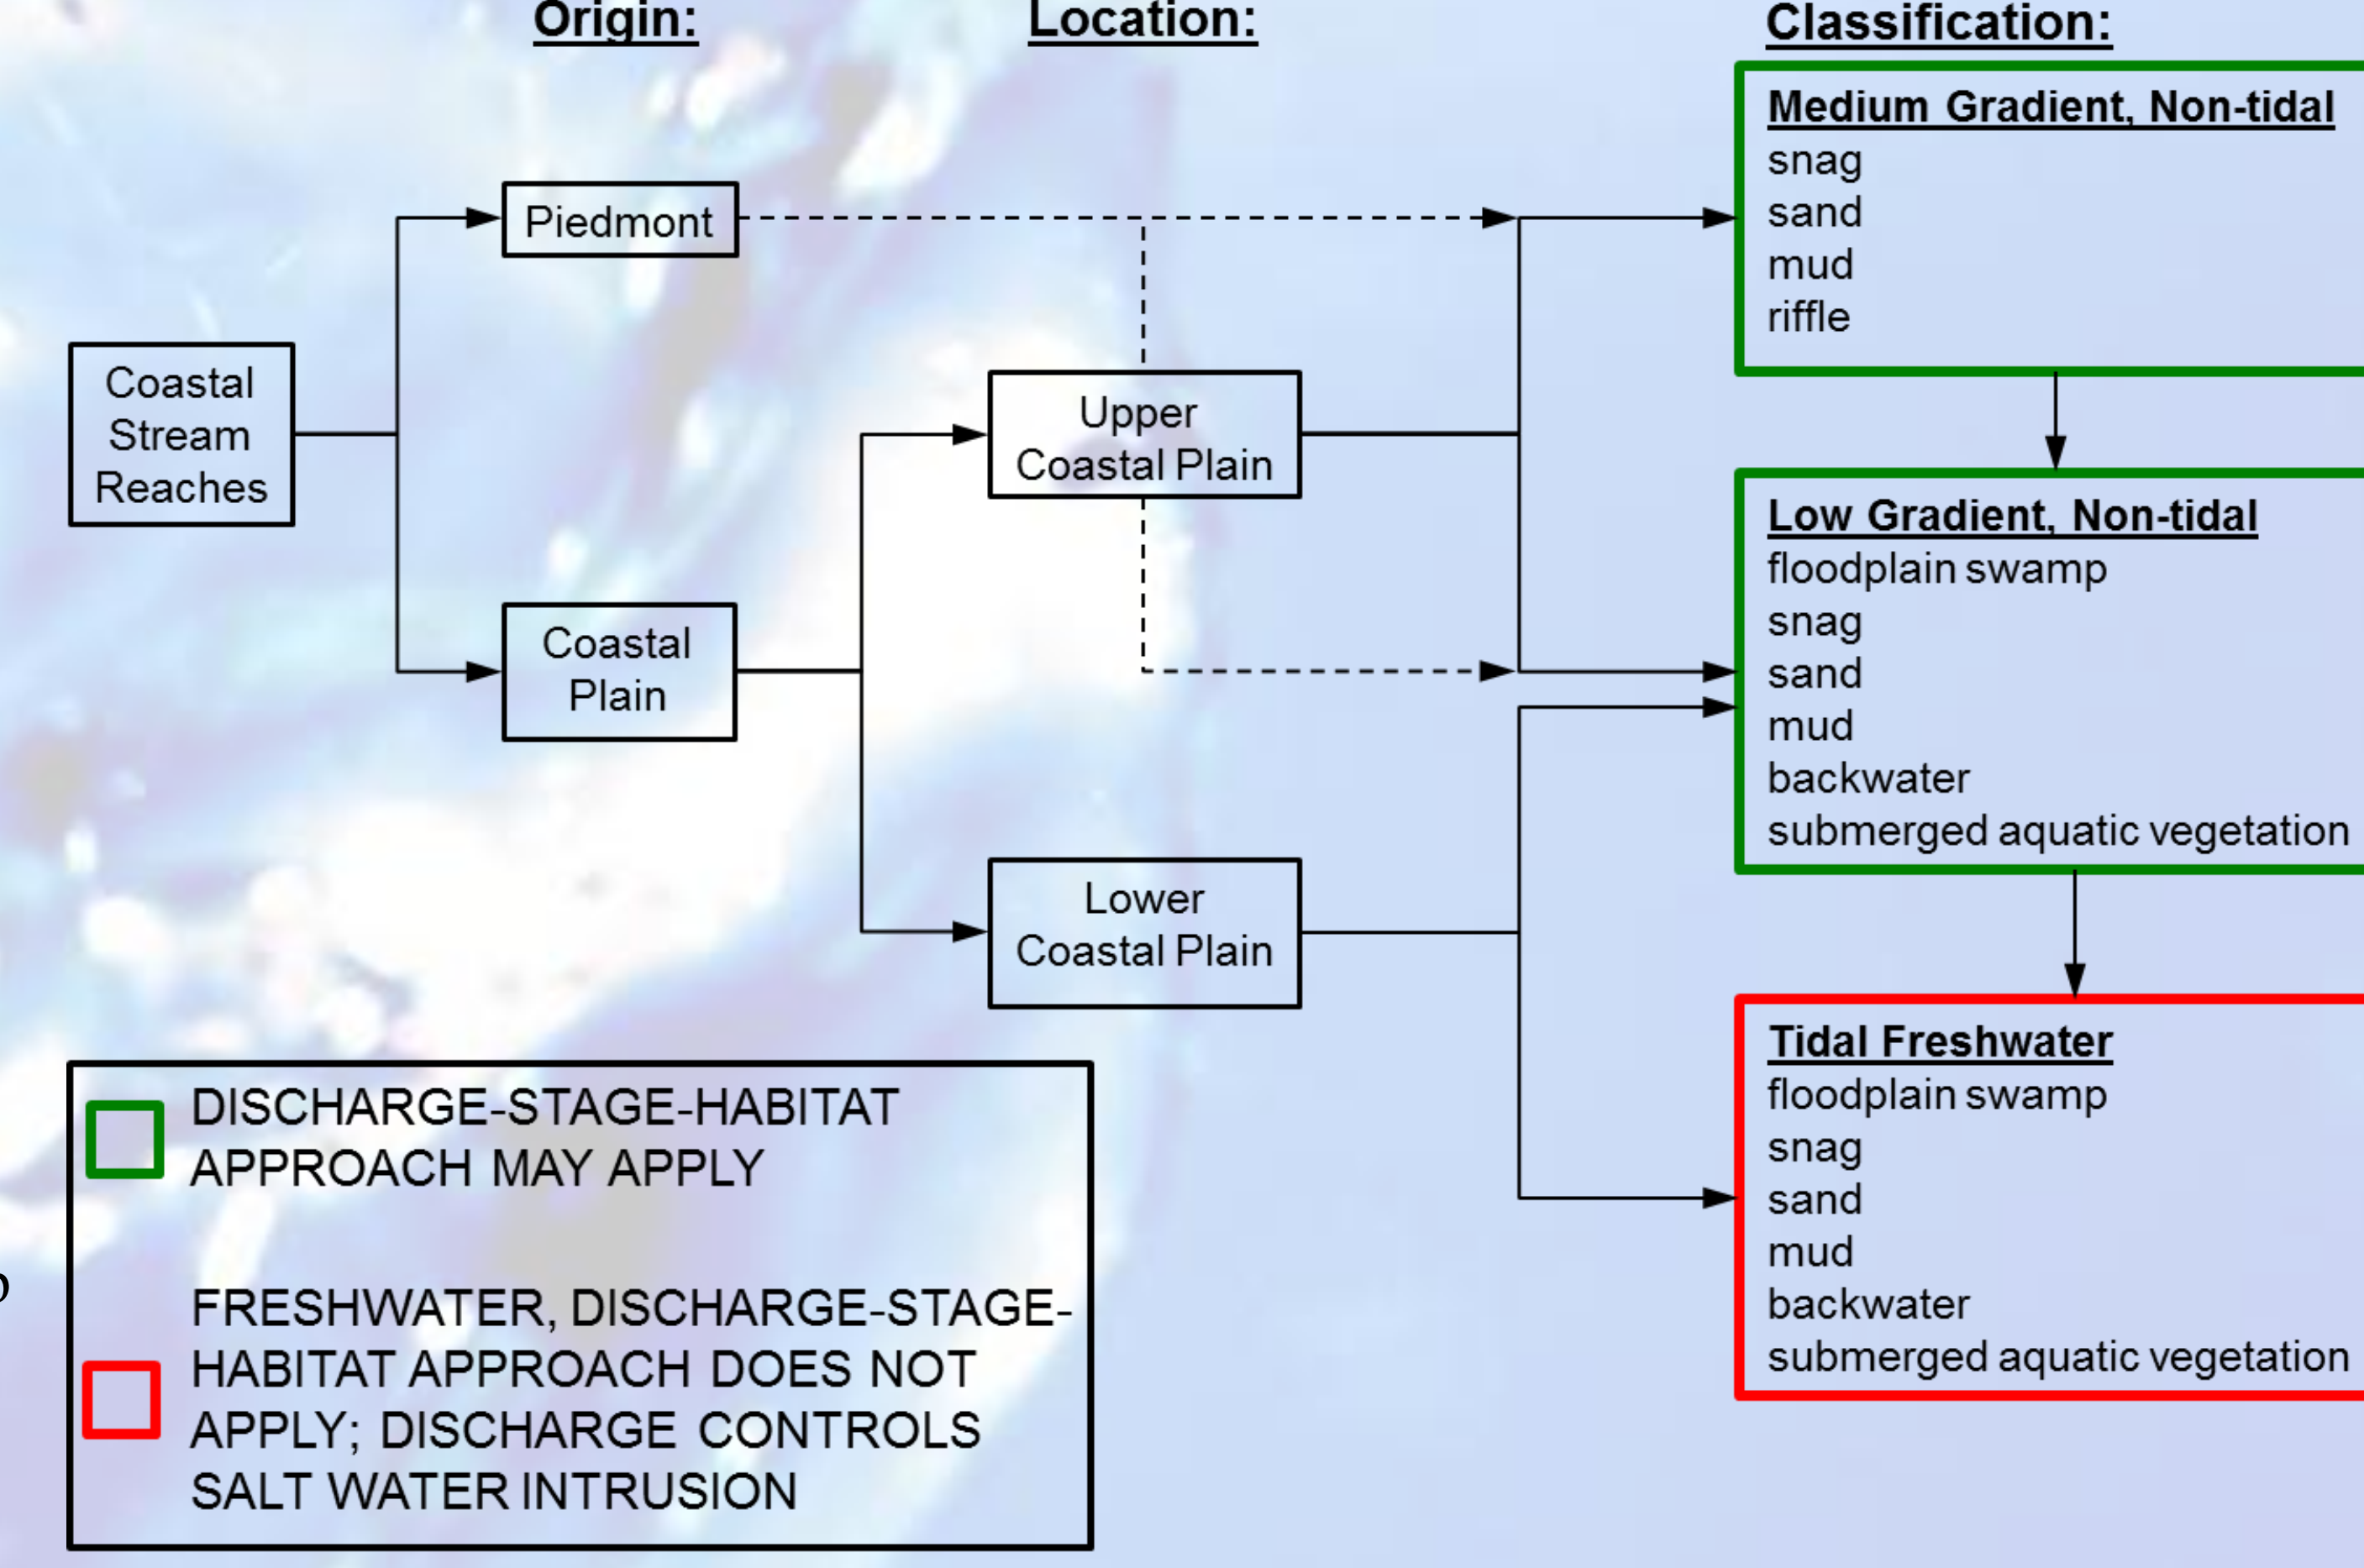 Origin:
Location:
Classification:
Medium Gradient, Non-tidal
snag
sand
mud
riffle
Piedmont
Coastal
Stream
Reaches
Upper
Coastal Plain
Coastal
Plain
Low Gradient, Non-tidal
floodplain swamp
snag
sand
mud
backwater
submerged aquatic vegetation
Lower
Coastal Plain
Tidal Freshwater
floodplain swamp
snag
sand
mud
backwater
submerged aquatic vegetation
DISCHARGE-STAGE-HABITAT
APPROACH MAY APPLY
FRESHWATER, DISCHARGE-STAGE-
HABITAT APPROACH DOES NOT
APPLY; DISCHARGE CONTROLS
SALT WATER INTRUSION